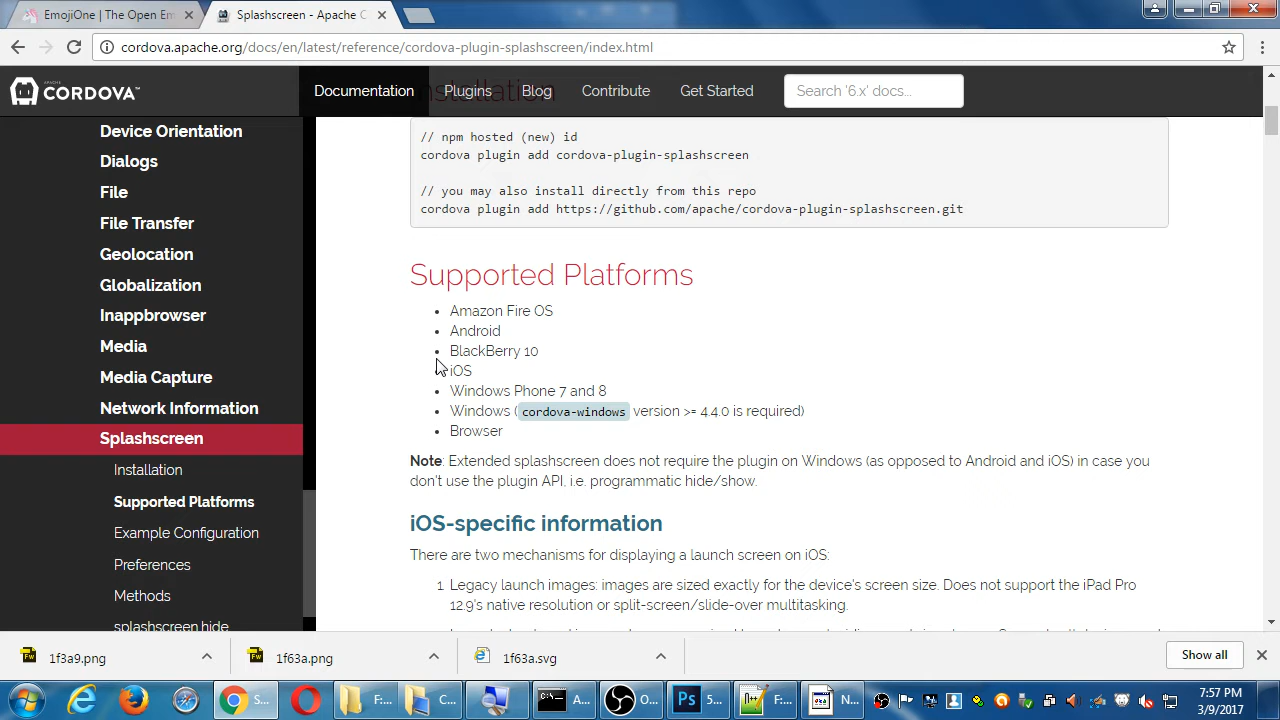 EmojiOne | The Open Em
Splashscreen - Apache C
cordova.apache.org/docs/en/latest/reference/cordova-plugin-splashscreen/index.html
APACHE
CORDOVA™
Documentation
Plugins
Blog
Contribute
Get Started
Search '6.x' docs...
Installation
Device Orientation
Dialogs
File
File Transfer
Geolocation
Globalization
Inappbrowser
Media
Media Capture
Network Information
Splashscreen
Installation
Supported Platforms
Example Configuration
Preferences
Methods
splashscreen.hide
// npm hosted (new) id
cordova plugin add cordova-plugin-splashscreen
// you may also install directly from this repo
cordova plugin add https://github.com/apache/cordova-plugin-splashscreen.git
Supported Platforms
• Amazon Fire OS
• Android
• BlackBerry 10
iOS
• Windows Phone 7 and 8
• Windows (cordova-windows version >= 4.4.0 is required)
• Browser
Note: Extended splashscreen does not require the plugin on Windows (as opposed to Android and iOS) in case you
don't use the plugin API, i.e. programmatic hide/show.
iOS-specific information
There are two mechanisms for displaying a launch screen on iOS:
1. Legacy launch images: images are sized exactly for the device's screen size. Does not support the iPad Pro
12.9's native resolution or split-screen/slide-over multitasking.
1f3a9.png
1f63a.png
1f63a.svg
Show all
S...
F:...
C...
A...
O...
Ps
5...
F:...
N...
7:57 PM
3/9/2017